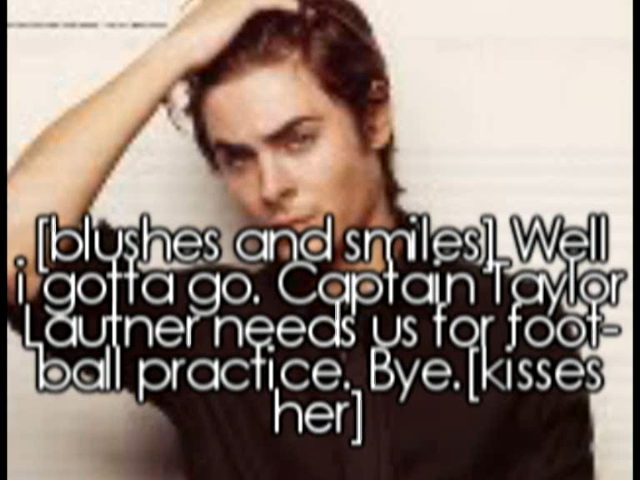 [blushes and smiles] Well
i gotta go. Captain Taylor
Lautner needs us for foot-
ball practice. Bye.[kisses
her]